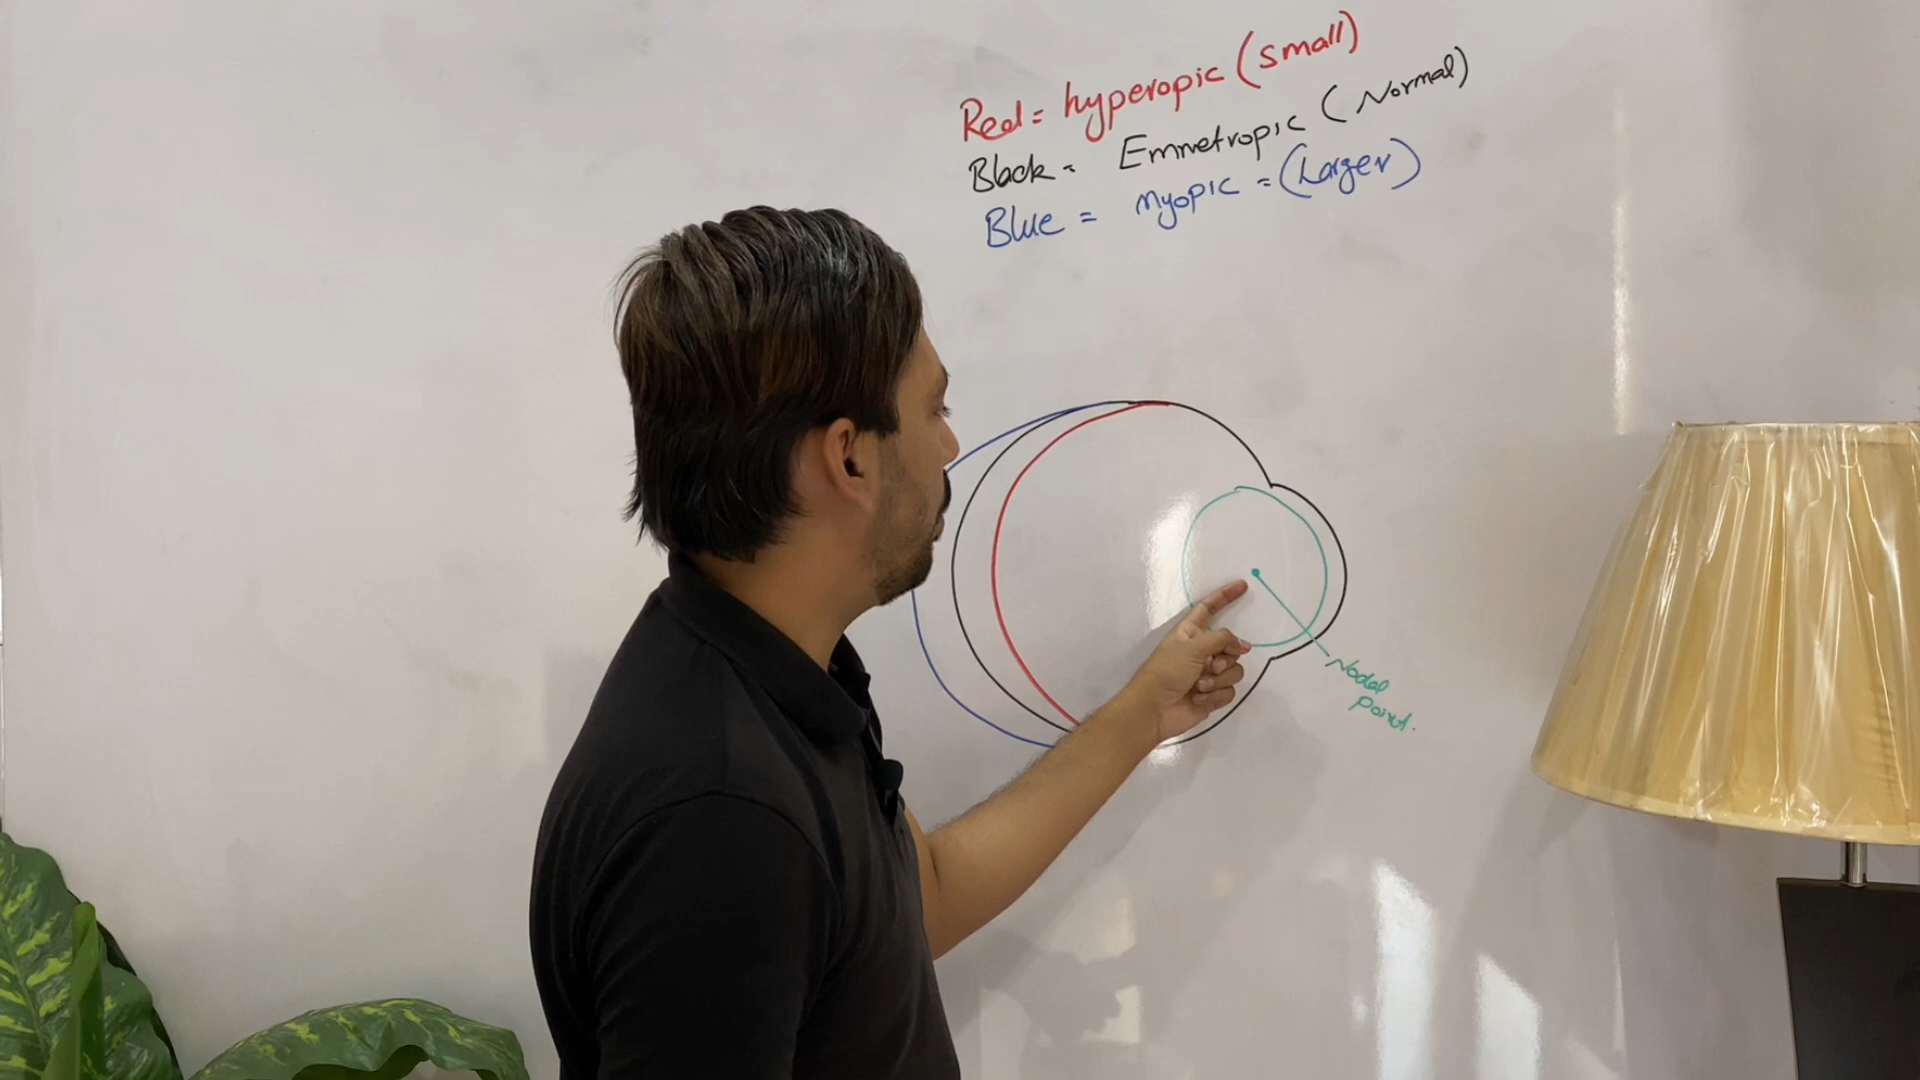 Red = hyperopic (small)
Black = Emmetropic (Normal)
Blue = myopic = (Larger)
Nodal
point.